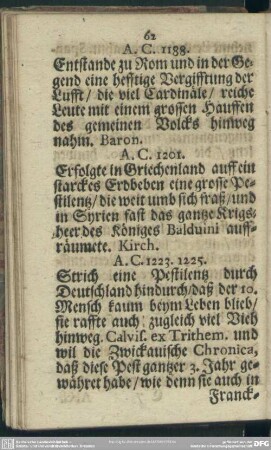 62
A. C. 1188.
Entstande zu Rom und in der Ge-
gend eine hefftige Vergifftung der
Lufft/ die viel Cardinäle/ reiche
Leute mit einem grossen Hauffen
des gemeinen Volcks hinweg
nahm. Baron.
A. C. 1201.
Erfolgte in Griechenland auff ein
starckes Erdbeben eine grosse Pe-
stilentz/ die weit umb sich fraß/ und
in Syrien fast das gantze Krigs-
heer des Königes Balduini auff-
räumete. Kirch.
A. C. 1223. 1225.
Strich eine Pestilentz durch
Deutschland hindurch/ daß der 10.
Mensch kaum beym Leben blieb/
sie raffte auch zugleich viel Vieh
hinweg. Calvis. ex Trithem. und
wil die Zwickauische Chronica,
daß diese Pest gantzer 3. Jahr ge-
währet habe/ wie denn sie auch in
Franck-